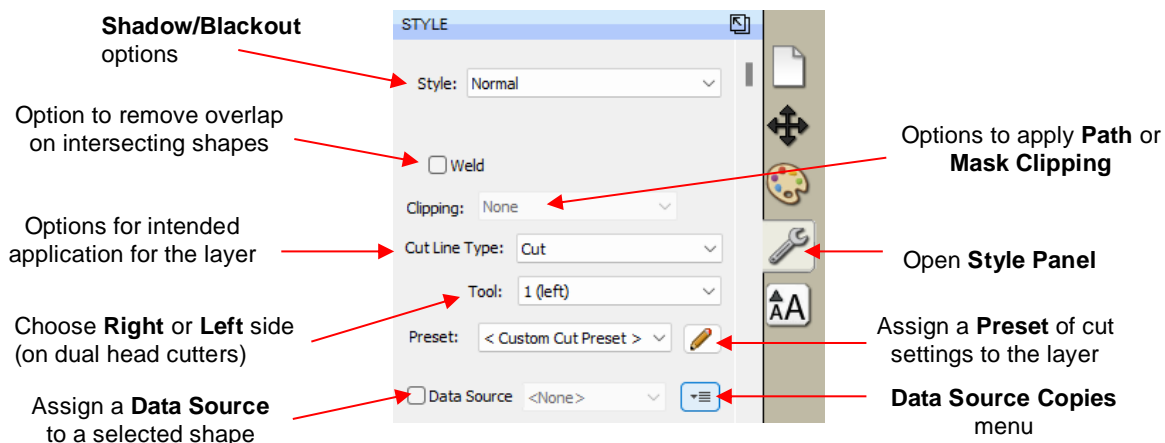 Shadow/Blackout
options
Option to remove overlap
on intersecting shapes
Options for intended
application for the layer
Choose Right or Left side
(on dual head cutters)
Assign a Data Source
to a selected shape
STYLE
Style: Normal
Weld
Clipping: None
Cut Line Type: Cut
Tool: 1 (left)
Preset: < Custom Cut Preset >
Data Source <None>
AA
Options to apply Path or
Mask Clipping
Open Style Panel
Assign a Preset of cut
settings to the layer
Data Source Copies
menu